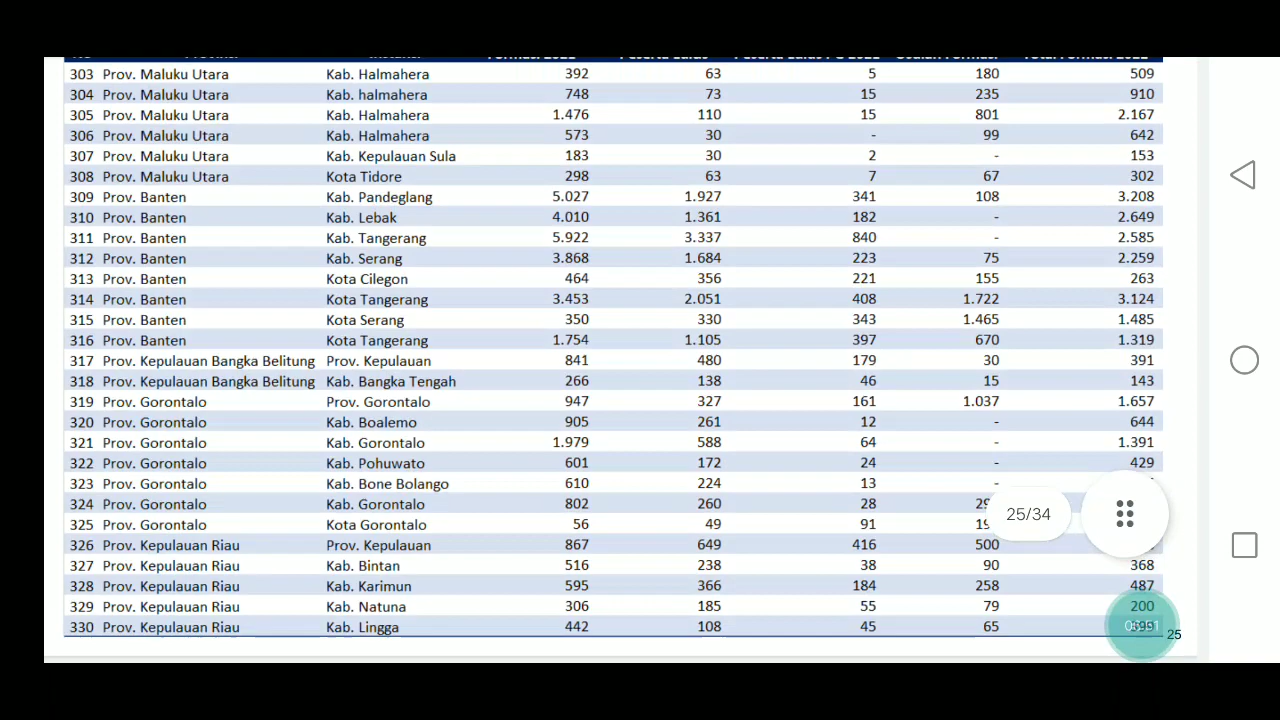 303 Prov. Maluku Utara Kab. Halmahera 392 63 5 180 509
304 Prov. Maluku Utara Kab. halmahera 748 73 15 235 910
305 Prov. Maluku Utara Kab. Halmahera 1.476 110 15 801 2.167
306 Prov. Maluku Utara Kab. Halmahera 573 30 - 99 642
307 Prov. Maluku Utara Kab. Kepulauan Sula 183 30 2 - 153
308 Prov. Maluku Utara Kota Tidore 298 63 7 67 302
309 Prov. Banten Kab. Pandeglang 5.027 1.927 341 108 3.208
310 Prov. Banten Kab. Lebak 4.010 1.361 182 - 2.649
311 Prov. Banten Kab. Tangerang 5.922 3.337 840 - 2.585
312 Prov. Banten Kab. Serang 3.868 1.684 223 75 2.259
313 Prov. Banten Kota Cilegon 464 356 221 155 263
314 Prov. Banten Kota Tangerang 3.453 2.051 408 1.722 3.124
315 Prov. Banten Kota Serang 350 330 343 1.465 1.485
316 Prov. Banten Kota Tangerang 1.754 1.105 397 670 1.319
317 Prov. Kepulauan Bangka Belitung Prov. Kepulauan 841 480 179 30 391
318 Prov. Kepulauan Bangka Belitung Kab. Bangka Tengah 266 138 46 15 143
319 Prov. Gorontalo Prov. Gorontalo 947 327 161 1.037 1.657
320 Prov. Gorontalo Kab. Boalemo 905 261 12 - 644
321 Prov. Gorontalo Kab. Gorontalo 1.979 588 64 - 1.391
322 Prov. Gorontalo Kab. Pohuwato 601 172 24 - 429
323 Prov. Gorontalo Kab. Bone Bolango 610 224 13 -
324 Prov. Gorontalo Kab. Gorontalo 802 260 28
325 Prov. Gorontalo Kota Gorontalo 56 49 91
25/34
326 Prov. Kepulauan Riau Prov. Kepulauan 867 649 416 500
327 Prov. Kepulauan Riau Kab. Bintan 516 238 38 90 368
328 Prov. Kepulauan Riau Kab. Karimun 595 366 184 258 487
329 Prov. Kepulauan Riau Kab. Natuna 306 185 55 79 200
330 Prov. Kepulauan Riau Kab. Lingga 442 108 45 65
25